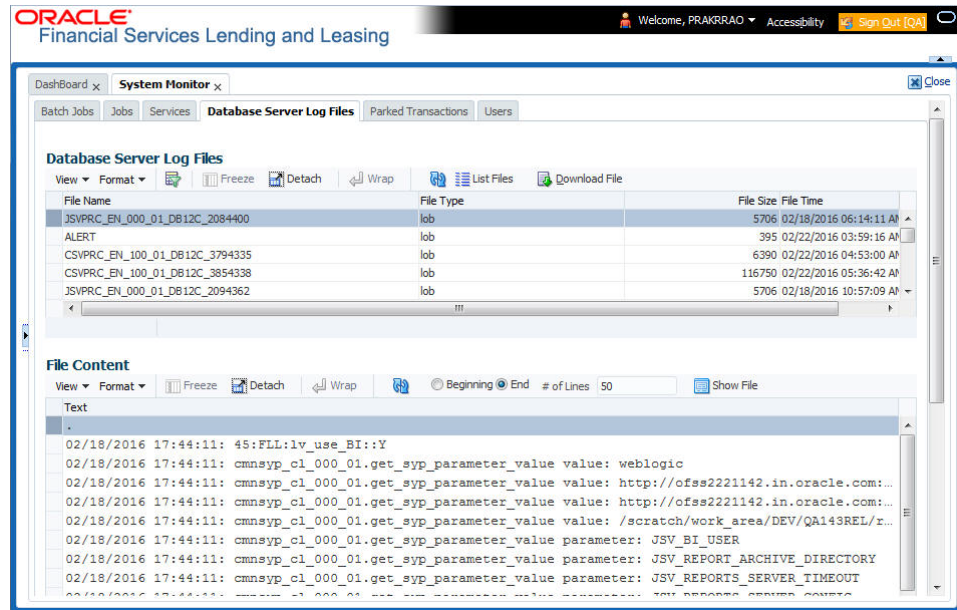 ORACLE
Welcome, PRAKRRAO Accessibility Sign Out [QA]
Financial Services Lending and Leasing
DashBoard x System Monitor x Close
Batch Jobs Jobs Services Database Server Log Files Parked Transactions Users
Database Server Log Files
View Format Freeze Detach Wrap List Files Download File
File Name File Type File Size File Time
JSVPRC_EN_000_01_DB12C_2084400 lob 5706 02/18/2016 06:14:11 AM
ALERT lob 395 02/22/2016 03:59:16 AM
CSVPRC_EN_100_01_DB12C_3794335 lob 6390 02/22/2016 04:53:00 AM
CSVPRC_EN_100_01_DB12C_3854338 lob 116750 02/22/2016 05:36:42 AM
JSVPRC_EN_000_01_DB12C_2094362 lob 5706 02/18/2016 10:57:09 AM
File Content
View Format Freeze Detach Wrap Beginning End # of Lines 50 Show File
Text
.
02/18/2016 17:44:11: 45:FLL:lv_use_BI::Y
02/18/2016 17:44:11: cmnsyp_cl_000_01.get_syp_parameter_value value: weblogic
02/18/2016 17:44:11: cmnsyp_cl_000_01.get_syp_parameter_value value: http://ofss2221142.in.oracle.com:...
02/18/2016 17:44:11: cmnsyp_cl_000_01.get_syp_parameter_value value: http://ofss2221142.in.oracle.com:...
02/18/2016 17:44:11: cmnsyp_cl_000_01.get_syp_parameter_value value: /scratch/work_area/DEV/QA143REL/r...
02/18/2016 17:44:11: cmnsyp_cl_000_01.get_syp_parameter_value parameter: JSV_BI_USER
02/18/2016 17:44:11: cmnsyp_cl_000_01.get_syp_parameter_value parameter: JSV_REPORT_ARCHIVE_DIRECTORY
02/18/2016 17:44:11: cmnsyp_cl_000_01.get_syp_parameter_value parameter: JSV_REPORTS_SERVER_TIMEOUT
02/18/2016 17:44:11: cmnsyp_cl_000_01.get_syp_parameter_value parameter: JSV_REPORTS_SERVER_CONFIG